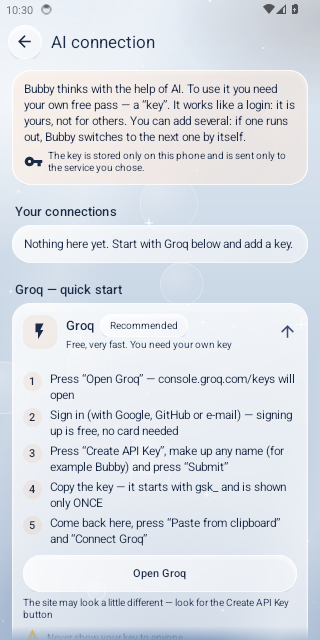 10:30
AI connection
Bubby thinks with the help of AI. To use it you need
your own free pass — a “key”. It works like a login: it is
yours, not for others. You can add several: if one runs
out, Bubby switches to the next one by itself.
The key is stored only on this phone and is sent only to
the service you chose.
Your connections
Nothing here yet. Start with Groq below and add a key.
Groq — quick start
Groq
Recommended
Free, very fast. You need your own key
1 Press “Open Groq” — console.groq.com/keys will
open
2 Sign in (with Google, GitHub or e-mail) — signing
up is free, no card needed
3 Press “Create API Key”, make up any name (for
example Bubby) and press “Submit”
4 Copy the key — it starts with gsk_ and is shown
only ONCE
5 Come back here, press “Paste from clipboard”
and “Connect Groq”
Open Groq
The site may look a little different — look for the Create API Key
button
Never show your key to anyone